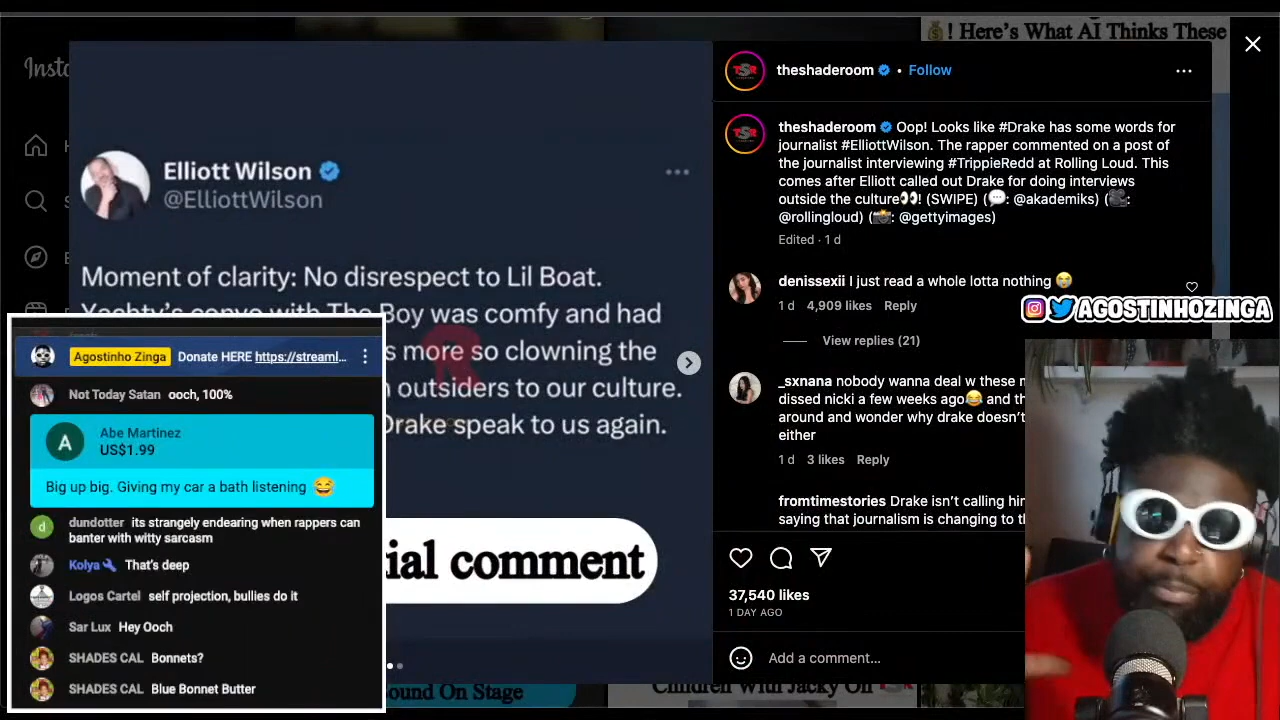 ! Here's What AI Thinks These
Inst
Elliott Wilson
@ElliottWilson
Moment of clarity: No disrespect to Lil Boat.
Yachty's convo with The Boy was comfy and had
s more so clowning the
outsiders to our culture.
Drake speak to us again.
ial comment
theshaderoom • Follow
theshaderoom Oop! Looks like #Drake has some words for
journalist #ElliottWilson. The rapper commented on a post of
the journalist interviewing #TrippieRedd at Rolling Loud. This
comes after Elliott called out Drake for doing interviews
outside the culture👀! (SWIPE) (💬: @akademiks) (🎥:
@rollingloud) (📸: @gettyimages)
Edited · 1 d
denissexii I just read a whole lotta nothing 😭
1 d 4,909 likes Reply
View replies (21)
_sxnana nobody wanna deal w these m
dissed nicki a few weeks ago😂 and th
around and wonder why drake doesn't
either
1 d 3 likes Reply
fromtimestories Drake isn't calling him
saying that journalism is changing to th
37,540 likes
1 DAY AGO
Add a comment...
AGOSTINHOZINGA
Agostinho Zinga Donate HERE https://streaml...
Not Today Satan ooch, 100%
A
Abe Martinez
US$1.99
Big up big. Giving my car a bath listening 😂
d
dundotter its strangely endearing when rappers can
banter with witty sarcasm
Kolya That's deep
Logos Cartel self projection, bullies do it
Sar Lux Hey Ooch
SHADES CAL Bonnets?
SHADES CAL Blue Bonnet Butter
ound On Stage
Children With Jacky Oh